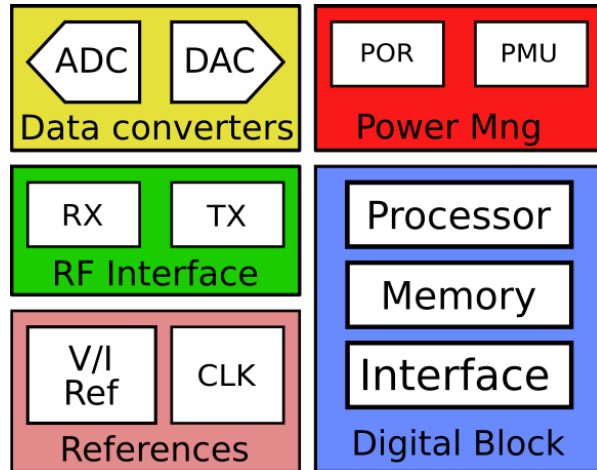 ADC
DAC
Data converters
POR
PMU
Power Mng
RX
TX
RF Interface
V/I
Ref
CLK
References
Processor
Memory
Interface
Digital Block